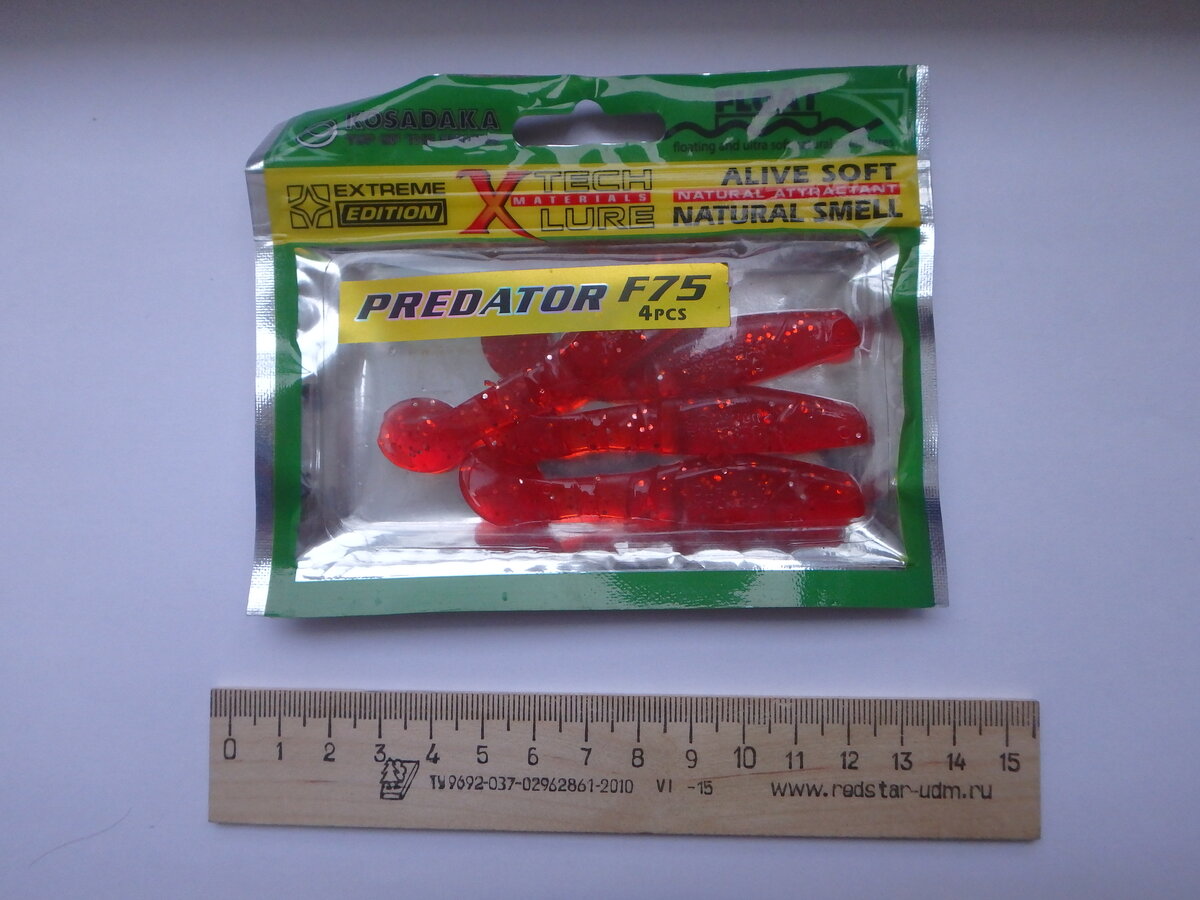 KOSADAKA
FLOAT
floating and ultra soft natural
EXTREME
EDITION
X TECH
MATERIALS
LURE
ALIVE SOFT
NATURAL ATTRACTANT
NATURAL SMELL
PREDATOR F75
4PCS
0 1 2 3 4 5 6 7 8 9 10 11 12 13 14 15
ТУ9692-037-02962861-2010 VI -15
www.redstar-udm.ru